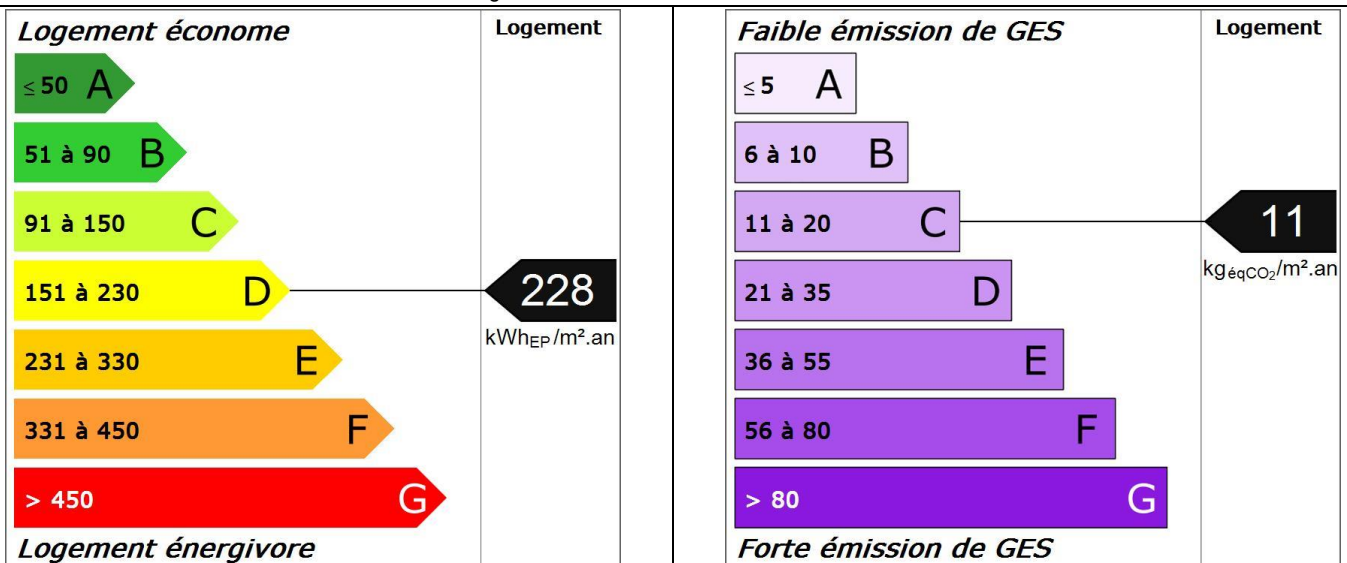 Logement économe
Logement
≤ 50 A
51 à 90 B
91 à 150 C
151 à 230 D
228
kWhEP/m².an
231 à 330 E
331 à 450 F
> 450 G
Logement énergivore
Faible émission de GES
Logement
≤ 5 A
6 à 10 B
11 à 20 C
11
kgéqCO2/m².an
21 à 35 D
36 à 55 E
56 à 80 F
> 80 G
Forte émission de GES